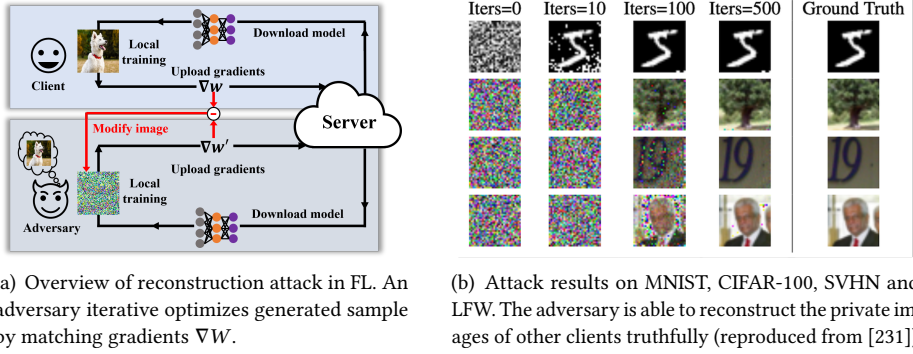 Client
Local
training
Download model
Upload gradients
∇w
Modify image
Server
∇w′
Upload gradients
Local
training
Adversary
Download model
Iters=0 Iters=10 Iters=100 Iters=500 Ground Truth
a) Overview of reconstruction attack in FL. An
adversary iterative optimizes generated sample
by matching gradients ∇W.
(b) Attack results on MNIST, CIFAR-100, SVHN and
LFW. The adversary is able to reconstruct the private im-
ages of other clients truthfully (reproduced from [231])